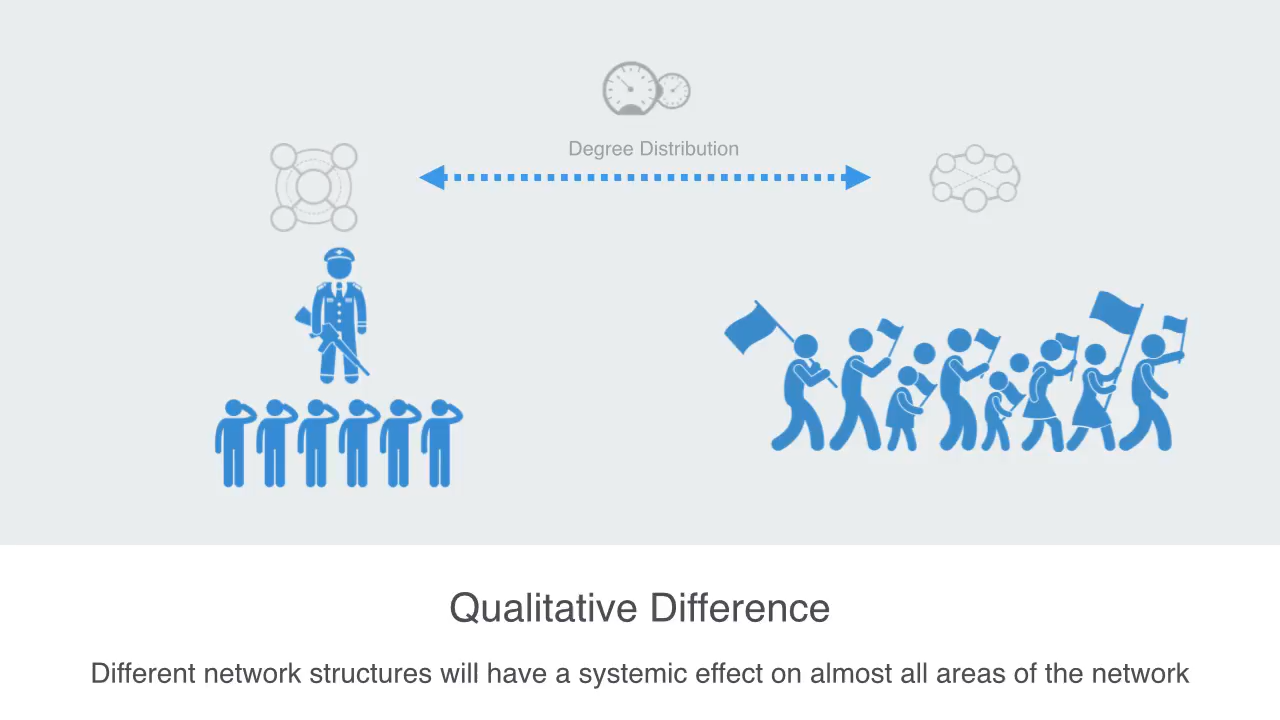 Degree Distribution
Qualitative Difference
Different network structures will have a systemic effect on almost all areas of the network